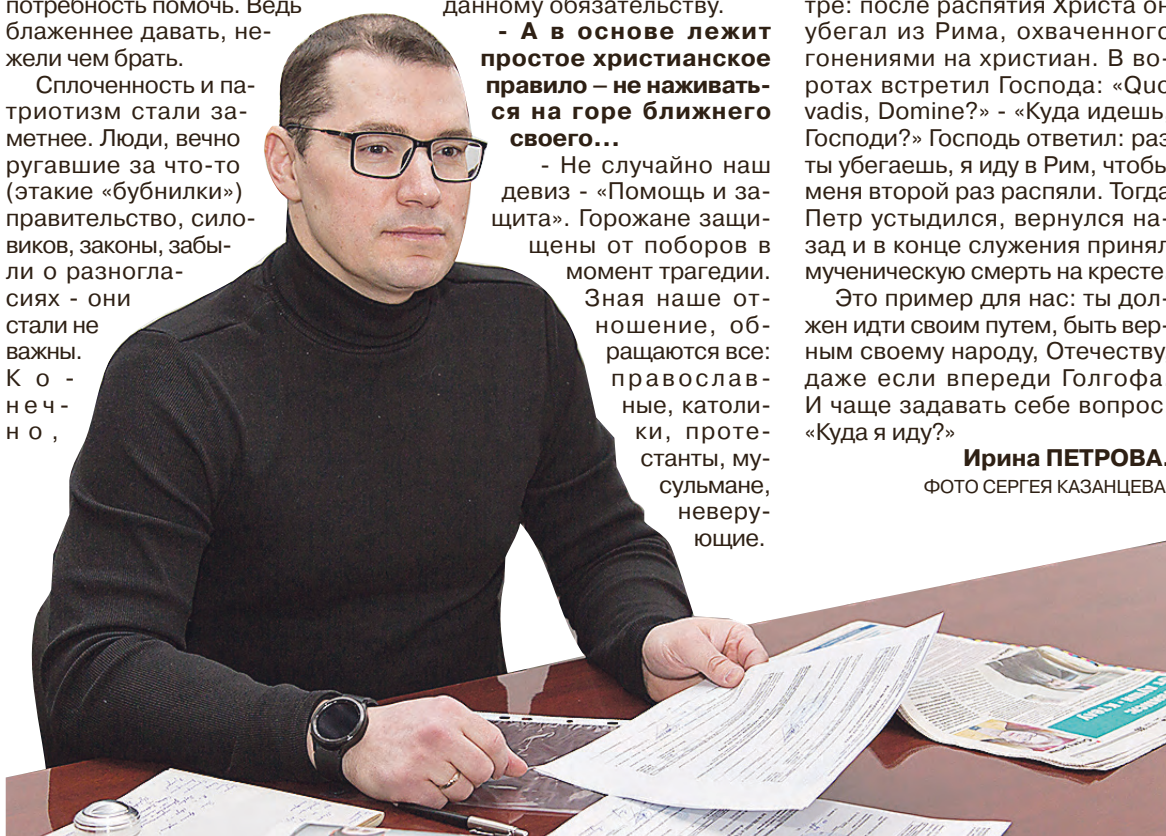 потребность помочь. Ведь
блаженнее давать, не-
жели чем брать.
Сплоченность и па-
триотизм стали за-
метнее. Люди, вечно
ругавшие за что-то
(этакие «бубнилки»)
правительство, сило-
виков, законы, забы-
ли о разногла-
сиях - они
стали не
важны.
Ко-
неч-
но,
данному обязательству.
- А в основе лежит
простое христианское
правило – не наживать-
ся на горе ближнего
своего...
- Не случайно наш
девиз - «Помощь и за-
щита». Горожане защи-
щены от поборов в
момент трагедии.
Зная наше от-
ношение, об-
ращаются все:
православ-
ные, католи-
ки, проте-
станты, му-
сульмане,
неверу-
ющие.
тре: после распятия Христа он
убегал из Рима, охваченного
гонениями на христиан. В во-
ротах встретил Господа: «Quo
vadis, Domine?» - «Куда идешь,
Господи?» Господь ответил: раз
ты убегаешь, я иду в Рим, чтобы
меня второй раз распяли. Тогда
Петр устыдился, вернулся на-
зад и в конце служения принял
мученическую смерть на кресте.
Это пример для нас: ты дол-
жен идти своим путем, быть вер-
ным своему народу, Отечеству,
даже если впереди Голгофа.
И чаще задавать себе вопрос:
«Куда я иду?»
Ирина ПЕТРОВА.
ФОТО СЕРГЕЯ КАЗАНЦЕВА